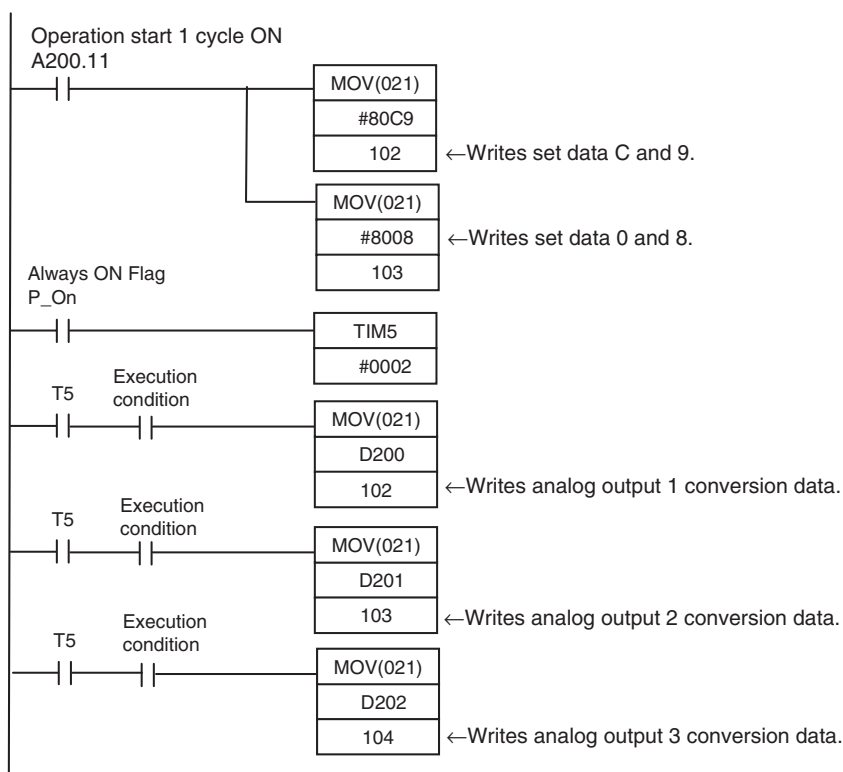 Operation start 1 cycle ON
A200.11
MOV(021)
#80C9
102
←Writes set data C and 9.
MOV(021)
#8008
←Writes set data 0 and 8.
103
Always ON Flag
P_On
TIM5
#0002
T5
Execution
condition
MOV(021)
D200
102
←Writes analog output 1 conversion data.
T5
Execution
condition
MOV(021)
D201
103
←Writes analog output 2 conversion data.
T5
Execution
condition
MOV(021)
D202
104
←Writes analog output 3 conversion data.